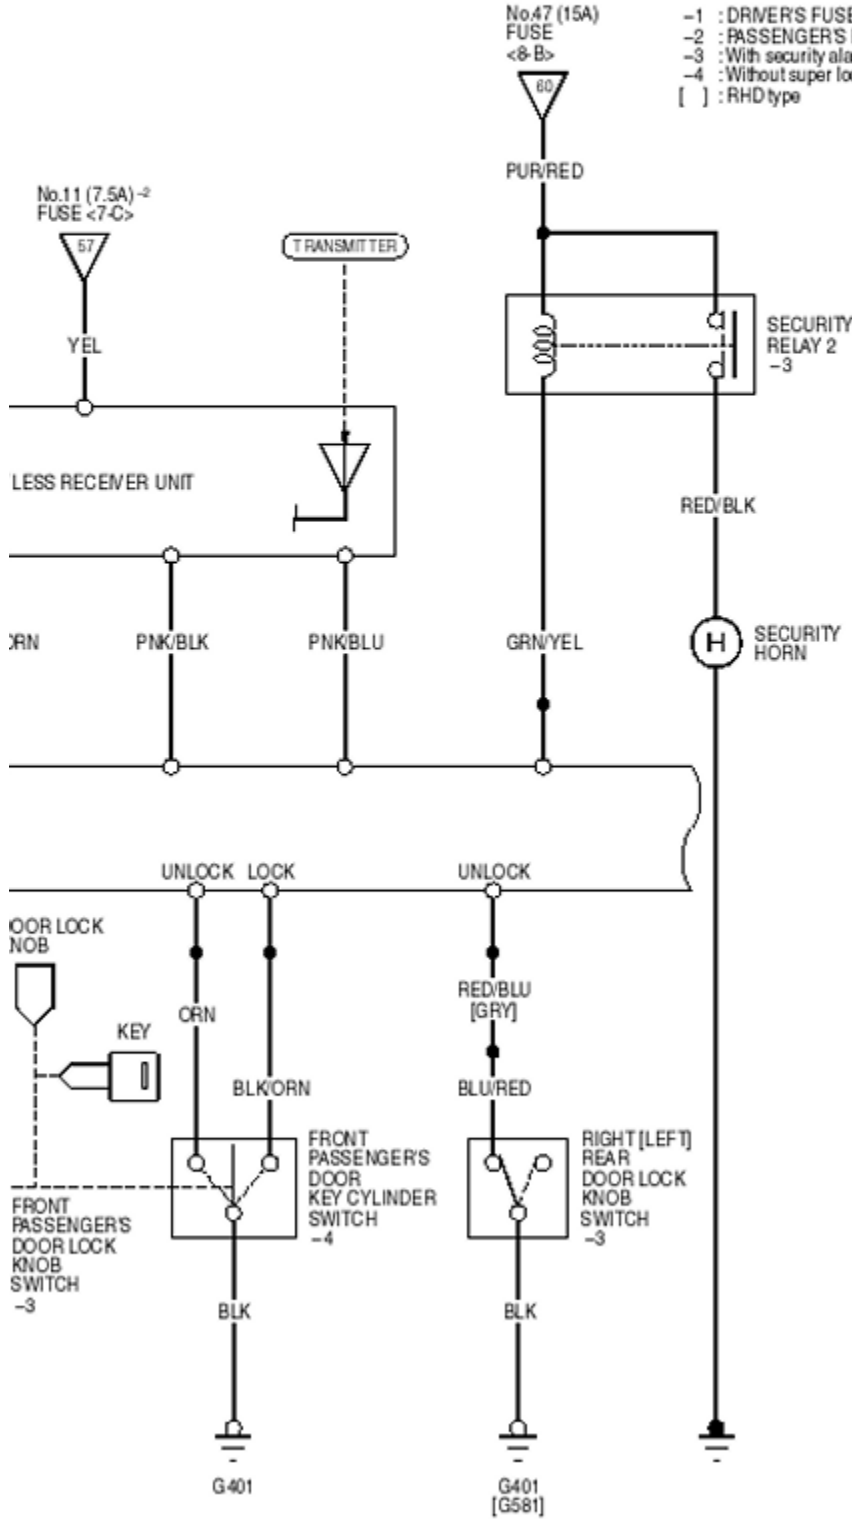 No.47 (15A)
FUSE
<8-B>
60
–1 : DRIVER'S FUSE
–2 : PASSENGER'S
–3 : With security ala
–4 : Without super lo
[ ] : RHD type
PUR/RED
No.11 (7.5A) –2
FUSE <7-C>
57
TRANSMITTER
YEL
SECURITY
RELAY 2
–3
LESS RECEIVER UNIT
RED/BLK
ORN
PNK/BLK
PNK/BLU
GRN/YEL
H
SECURITY
HORN
UNLOCK
LOCK
UNLOCK
DOOR LOCK
KNOB
RED/BLU
[GRY]
ORN
KEY
BLK/ORN
BLU/RED
FRONT
PASSENGER'S
DOOR
KEY CYLINDER
SWITCH
–4
RIGHT [LEFT]
REAR
DOOR LOCK
KNOB
SWITCH
–3
FRONT
PASSENGER'S
DOOR LOCK
KNOB
SWITCH
–3
BLK
BLK
G401
G401
[G581]